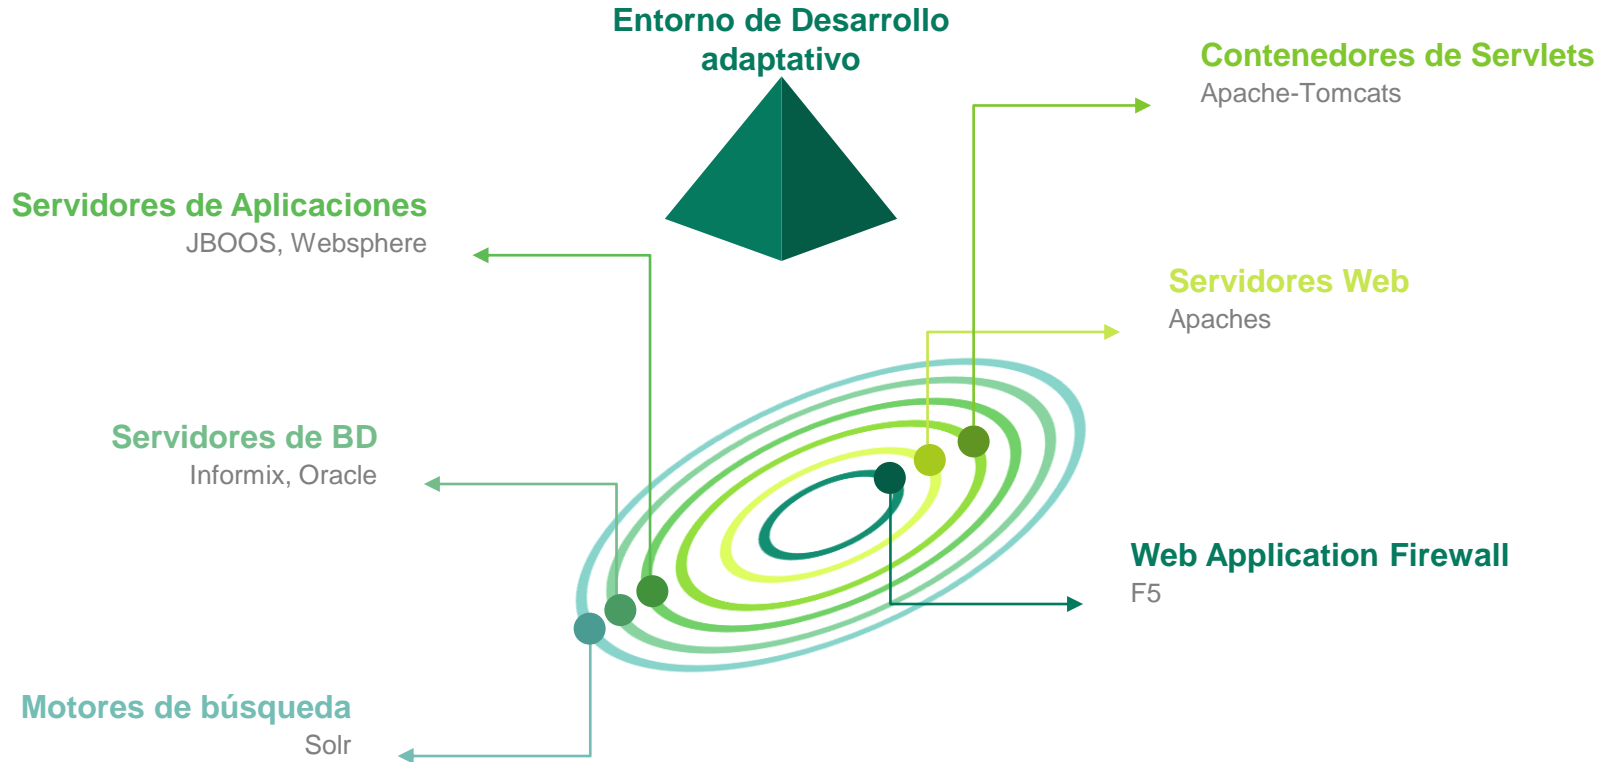 Entorno de Desarrollo
adaptativo
Contenedores de Servlets
Apache-Tomcats
Servidores de Aplicaciones
JBOOS, Websphere
Servidores Web
Apaches
Servidores de BD
Informix, Oracle
Web Application Firewall
F5
Motores de búsqueda
Solr